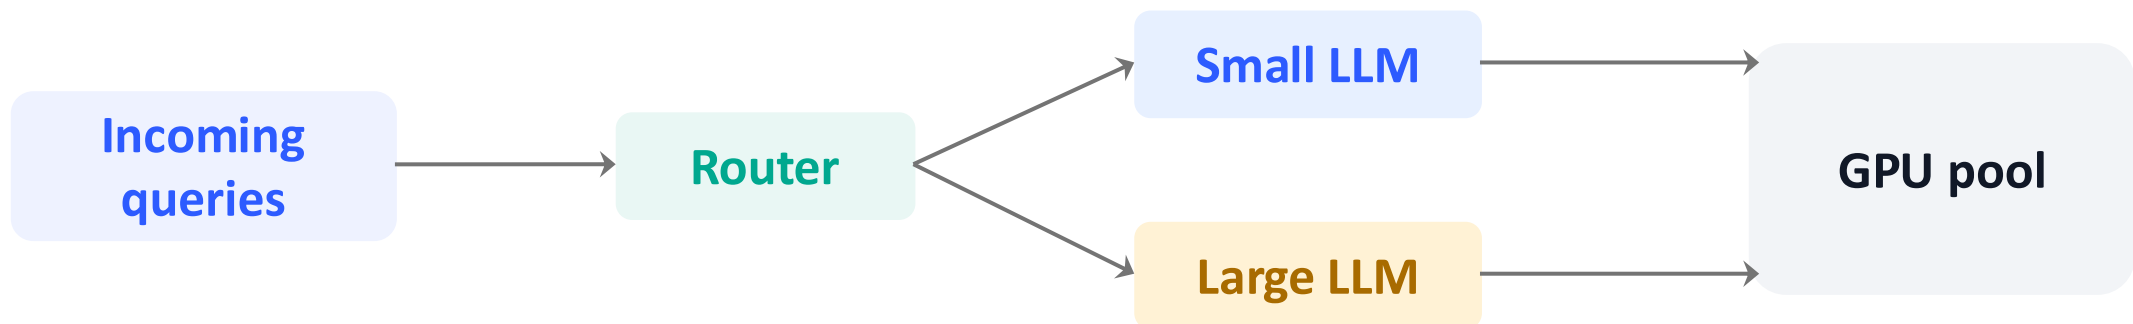 Incoming
queries
Router
Small LLM
Large LLM
GPU pool